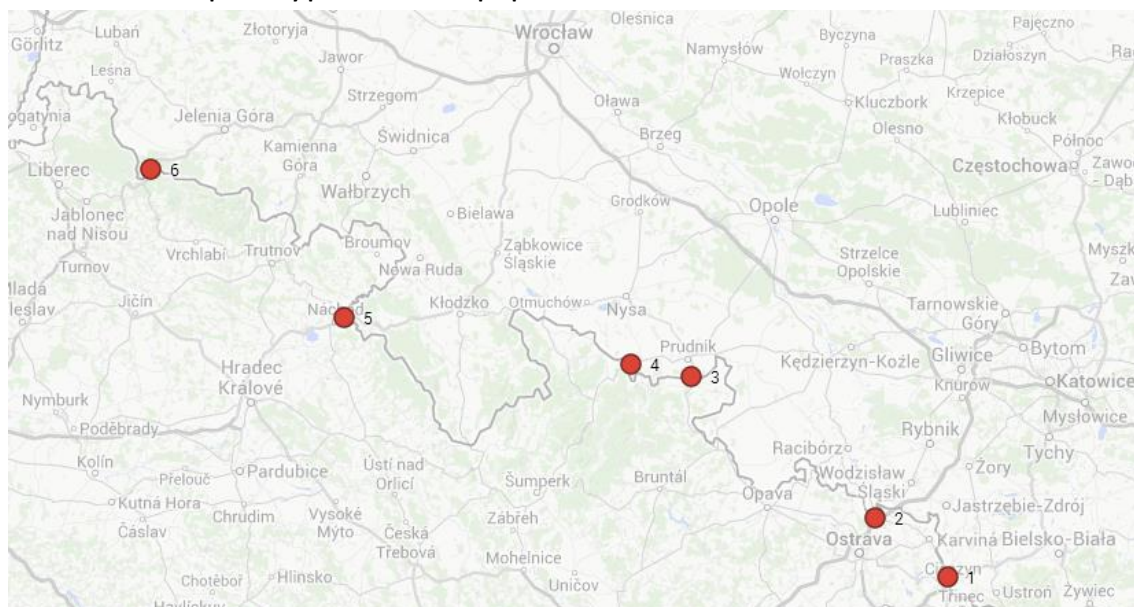 Oleśnica
Pajęczno
Lubań
Złotoryja
Wrocław
Namysłów
Byczyna
Działoszyn
Görlitz
Praszka
Jawor
Wołczyn
Leśna
Krzepice
Strzegom
Oława
Kluczbork
Kłobuck
Jelenia Góra
Świdnica
Brzeg
Olesno
Kamienna
Góra
Częstochowa
Liberec
6
Wałbrzych
Grodków
Opole
Lubliniec
Jablonec
nad Nisou
Bielawa
Vrchlabí
Trutnov
Broumov
Ząbkowice
Śląskie
Strzelce
Opolskie
Turnov
Nowa Ruda
Jičín
Kłodzko
Otmuchów
Nysa
Tarnowskie
Góry
5
Prudnik
Kędzierzyn-Koźle
Gliwice
Bytom
4
3
Hradec
Králové
Knurów
Katowice
Nymburk
Mysłowice
Poděbrady
Rybnik
Racibórz
Tychy
Kolín
Přelouč
Pardubice
Ústí nad
Orlicí
Šumperk
Bruntál
Wodzisław
Śląski
Żory
Kutná Hora
Opava
Jastrzębie-Zdrój
Čáslav
Chrudim
Vysoké
Mýto
Česká
Třebová
Zábřeh
2
Ostrava
Karviná
Bielsko-Biała
Mohelnice
Chotěboř
Hlinsko
Uničov
1
Třinec
Ustroń
Żywiec